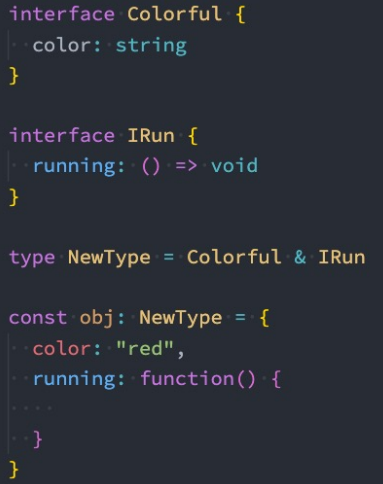 interface Colorful {
  color: string
}

interface IRun {
  running: () => void
}

type NewType = Colorful & IRun

const obj: NewType = {
  color: "red",
  running: function() {

  }
}